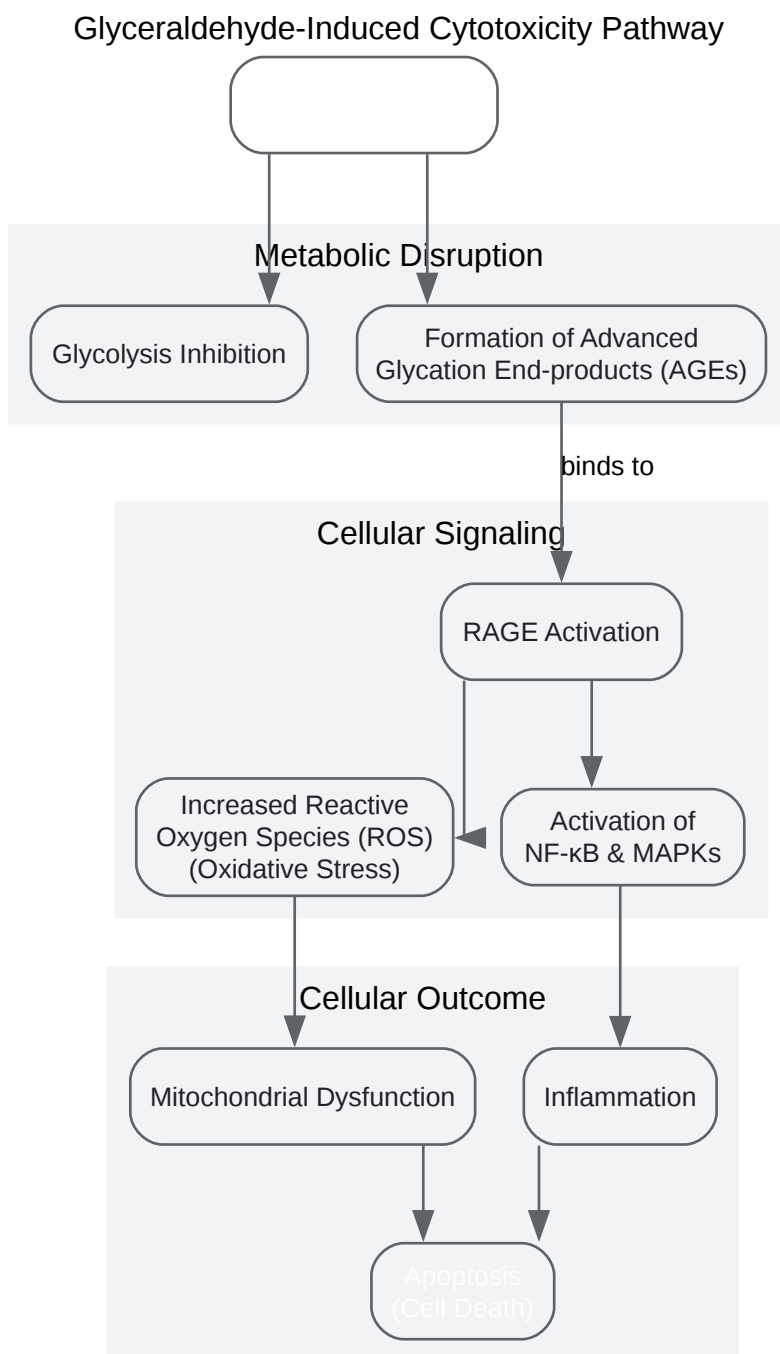 Glyceraldehyde-Induced Cytotoxicity Pathway
Metabolic Disruption
Glycolysis Inhibition
Formation of Advanced
Glycation End-products (AGEs)
binds to
Cellular Signaling
RAGE Activation
Increased Reactive
Oxygen Species (ROS)
(Oxidative Stress)
Activation of
NF-κB & MAPKs
Cellular Outcome
Mitochondrial Dysfunction
Inflammation
Apoptosis
(Cell Death)